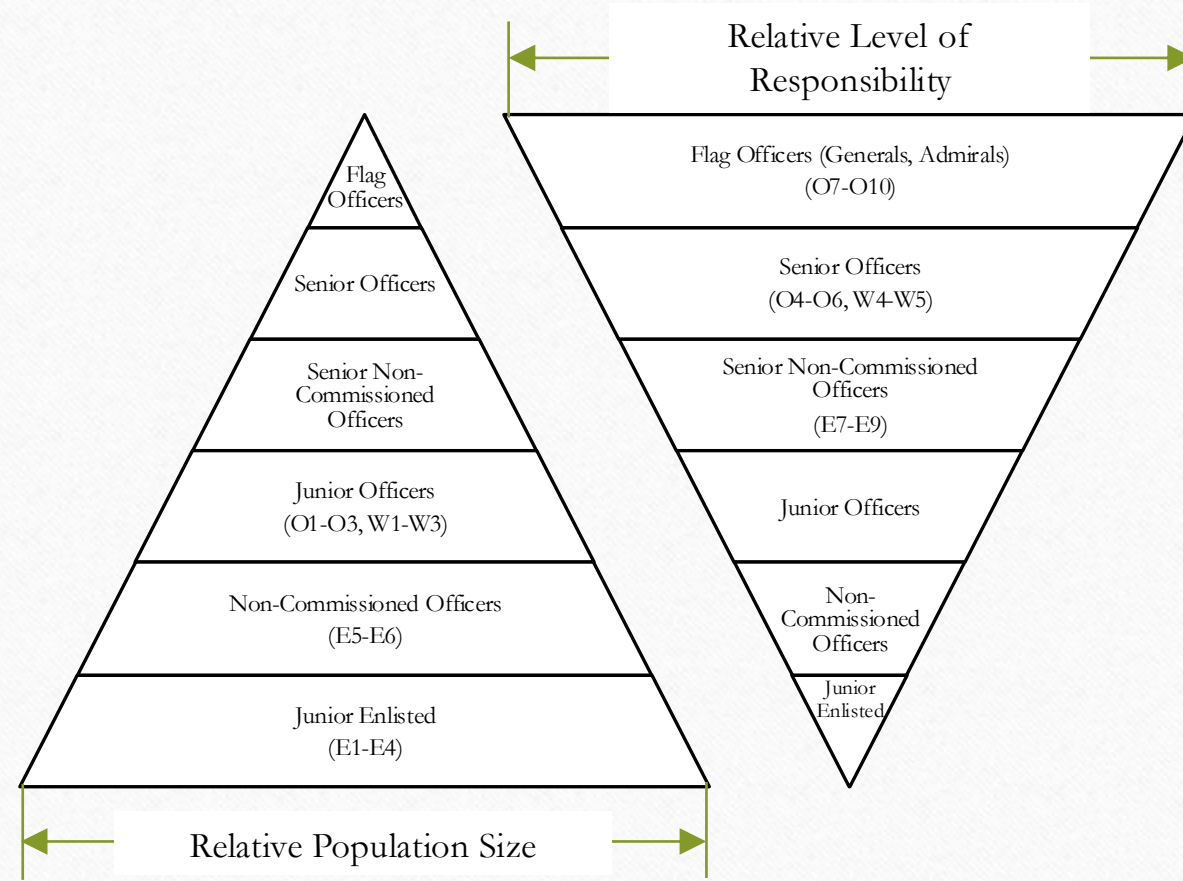 Relative Level of
Responsibility
Flag
Officers
Senior Officers
Senior Non-
Commissioned
Officers
Junior Officers
(O1-O3, W1-W3)
Non-Commissioned Officers
(E5-E6)
Junior Enlisted
(E1-E4)
Relative Population Size
Flag Officers (Generals, Admirals)
(O7-O10)
Senior Officers
(O4-O6, W4-W5)
Senior Non-Commissioned
Officers
(E7-E9)
Junior Officers
Non-
Commissioned
Officers
Junior
Enlisted